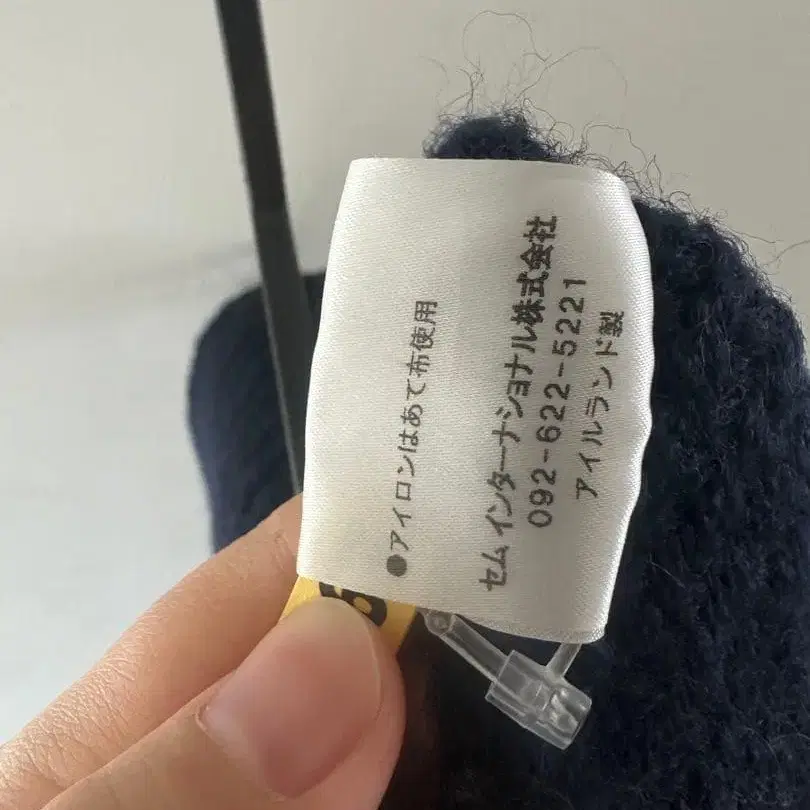 ●アイロンはあて布使用
セム インターナショナル株式会社
092-622-5221
アイルランド製